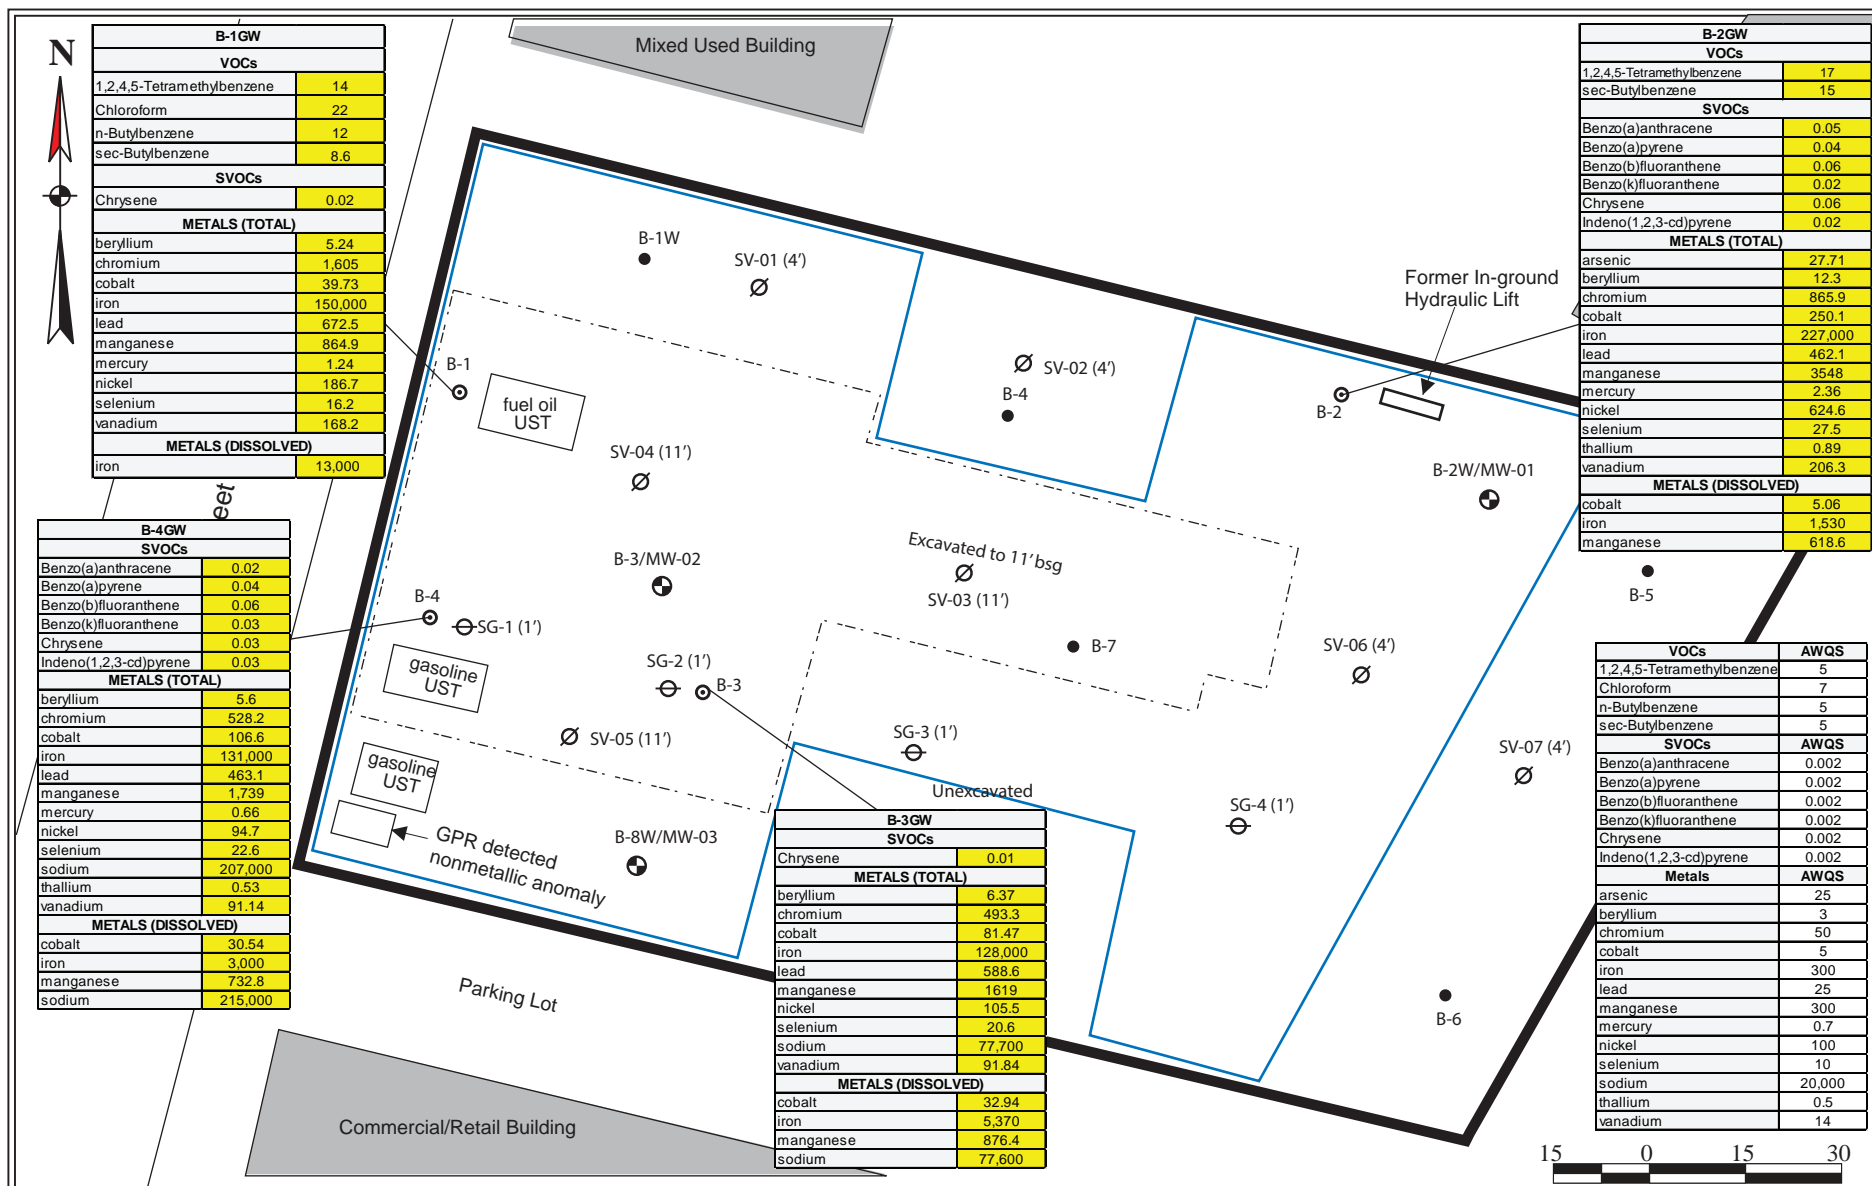 N
B-1GW
VOCs
1,2,4,5-Tetramethylbenzene 14
Chloroform 22
n-Butylbenzene 12
sec-Butylbenzene 8.6
SVOCs
Chrysene 0.02
METALS (TOTAL)
beryllium 5.24
chromium 1,605
cobalt 39.73
iron 150,000
lead 672.5
manganese 864.9
mercury 1.24
nickel 186.7
selenium 16.2
vanadium 168.2
METALS (DISSOLVED)
iron 13,000
eet
B-4GW
SVOCs
Benzo(a)anthracene 0.02
Benzo(a)pyrene 0.04
Benzo(b)fluoranthene 0.06
Benzo(k)fluoranthene 0.03
Chrysene 0.03
Indeno(1,2,3-cd)pyrene 0.03
METALS (TOTAL)
beryllium 5.6
chromium 528.2
cobalt 106.6
iron 131,000
lead 463.1
manganese 1,739
mercury 0.66
nickel 94.7
selenium 22.6
sodium 207,000
thallium 0.53
vanadium 91.14
METALS (DISSOLVED)
cobalt 30.54
iron 3,000
manganese 732.8
sodium 215,000
Mixed Used Building
B-1W
SV-01 (4')
B-1
fuel oil
UST
SV-04 (11')
SV-02 (4')
B-4
Former In-ground
Hydraulic Lift
B-2
B-2W/MW-01
Excavated to 11' bsg
SV-03 (11')
B-3/MW-02
B-4
SG-1 (1')
gasoline
UST
SG-2 (1')
B-3
B-7
SV-06 (4')
B-5
SV-05 (11')
SG-3 (1')
SV-07 (4')
gasoline
UST
Unexcavated
SG-4 (1')
GPR detected
nonmetallic anomaly
B-8W/MW-03
B-6
Parking Lot
Commercial/Retail Building
B-3GW
SVOCs
Chrysene 0.01
METALS (TOTAL)
beryllium 6.37
chromium 493.3
cobalt 81.47
iron 128,000
lead 588.6
manganese 1619
nickel 105.5
selenium 20.6
sodium 77,700
vanadium 91.84
METALS (DISSOLVED)
cobalt 32.94
iron 5,370
manganese 876.4
sodium 77,600
B-2GW
VOCs
1,2,4,5-Tetramethylbenzene 17
sec-Butylbenzene 15
SVOCs
Benzo(a)anthracene 0.05
Benzo(a)pyrene 0.04
Benzo(b)fluoranthene 0.06
Benzo(k)fluoranthene 0.02
Chrysene 0.06
Indeno(1,2,3-cd)pyrene 0.02
METALS (TOTAL)
arsenic 27.71
beryllium 12.3
chromium 865.9
cobalt 250.1
iron 227,000
lead 462.1
manganese 3548
mercury 2.36
nickel 624.6
selenium 27.5
thallium 0.89
vanadium 206.3
METALS (DISSOLVED)
cobalt 5.06
iron 1,530
manganese 618.6
VOCs AWQS
1,2,4,5-Tetramethylbenzene 5
Chloroform 7
n-Butylbenzene 5
sec-Butylbenzene 5
SVOCs AWQS
Benzo(a)anthracene 0.002
Benzo(a)pyrene 0.002
Benzo(b)fluoranthene 0.002
Benzo(k)fluoranthene 0.002
Chrysene 0.002
Indeno(1,2,3-cd)pyrene 0.002
Metals AWQS
arsenic 25
beryllium 3
chromium 50
cobalt 5
iron 300
lead 25
manganese 300
mercury 0.7
nickel 100
selenium 10
sodium 20,000
thallium 0.5
vanadium 14
15 0 15 30